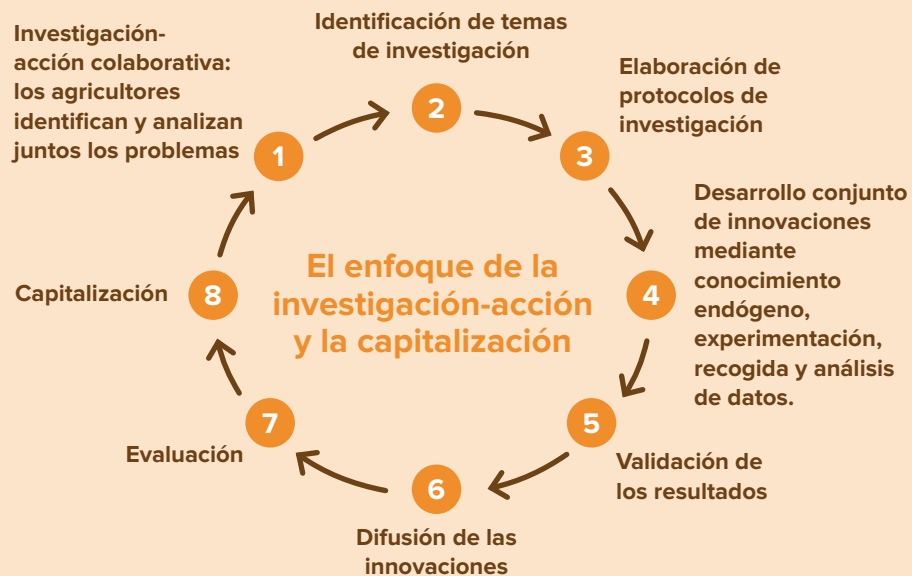 Investigación-
acción colaborativa:
los agricultores
identifican y analizan
juntos los problemas
1
Identificación de temas
de investigación
2
Elaboración de
protocolos de
investigación
3
Desarrollo conjunto
de innovaciones
mediante
conocimiento
endógeno,
experimentación,
recogida y análisis
de datos.
4
Validación de
los resultados
5
Difusión de las
innovaciones
6
Evaluación
7
Capitalización
8
El enfoque de la
investigación-acción
y la capitalización